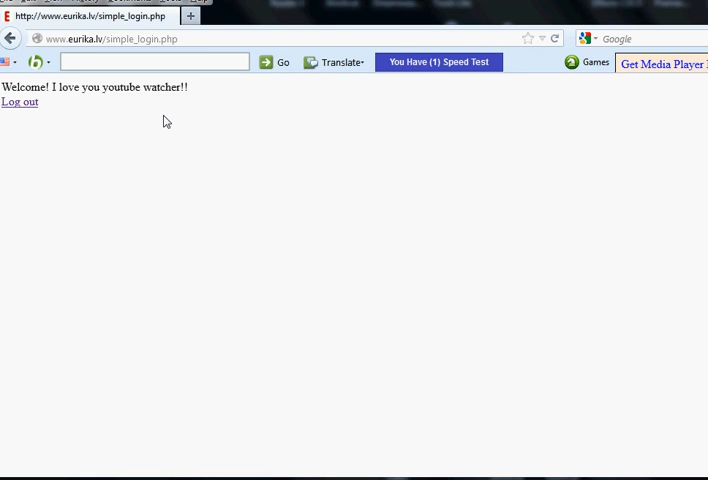 http://www.eurika.lv/simple_login.php
www.eurika.lv/simple_login.php
Google
Go
Translate
You Have (1) Speed Test
Games
Get Media Player
Welcome! I love you youtube watcher!!
Log out